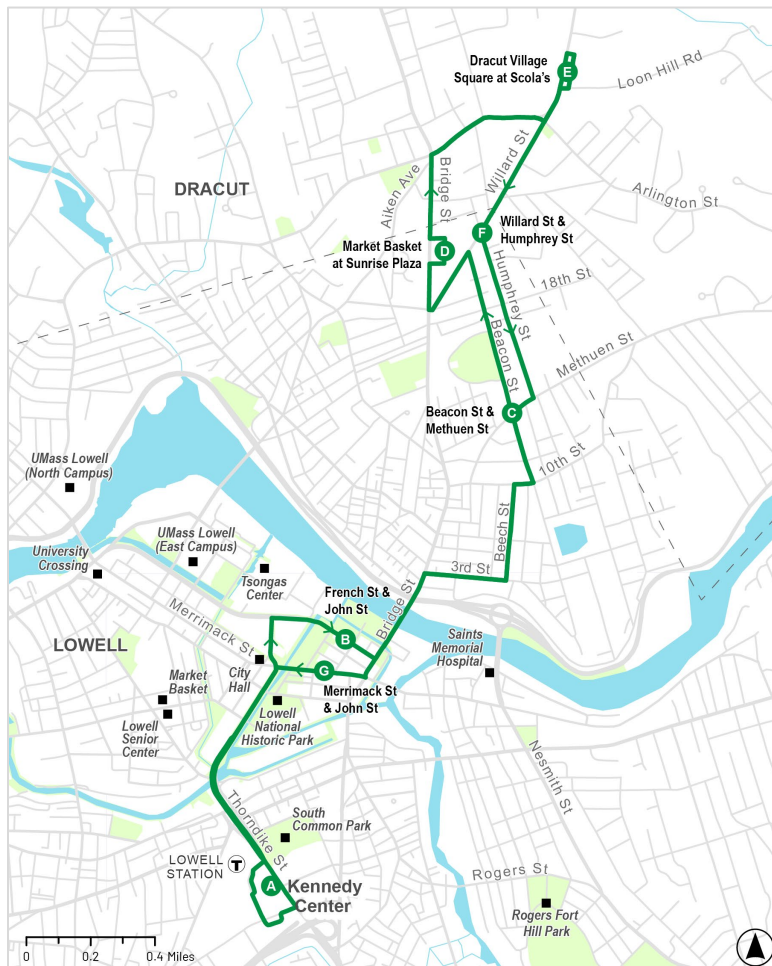 Dracut Village
Square at Scola's
E
Loon Hill Rd
DRACUT
Aiken Ave
Bridge St
Willard St
Arlington St
F
Willard St &
Humphrey St
Market Basket
at Sunrise Plaza
D
Humphrey St
18th St
Beacon St
Methuen St
Beacon St &
Methuen St
C
10th St
UMass Lowell
(North Campus)
Beech St
UMass Lowell
(East Campus)
University
Crossing
Tsongas
Center
3rd St
French St &
John St
Bridge St
Merrimack St
B
LOWELL
City
Hall
G
Saints
Memorial
Hospital
Market
Basket
Merrimack St
& John St
Lowell
Senior
Center
Lowell
National
Historic Park
Nesmith St
Thorndike St
South
Common Park
LOWELL
STATION
T
A
Kennedy
Center
Rogers St
Rogers Fort
Hill Park
0 0.2 0.4 Miles